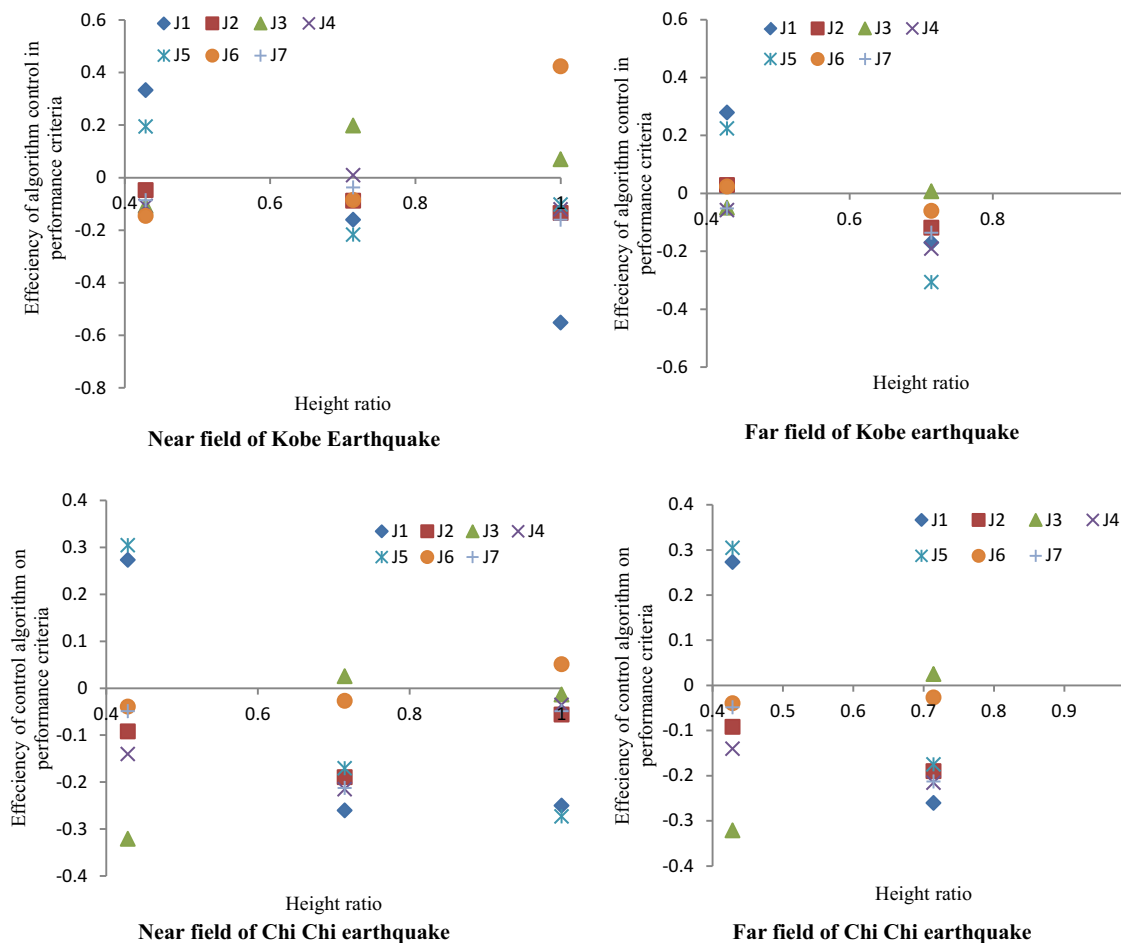 J1 J2 J3 J4
J5 J6 J7
0.6
0.4
0.2
0
-0.2
-0.4
-0.6
-0.8
0.4 0.6 0.8 1
Effeciency of algorithm control in
performance criteria
Height ratio
Near field of Kobe Earthquake
J1 J2 J3 J4
J5 J6 J7
0.6
0.4
0.2
0
-0.2
-0.4
-0.6
0.4 0.6 0.8
Effeciency of algorithm control in
performance criteria
Height ratio
Far field of Kobe earthquake
J1 J2 J3 J4
J5 J6 J7
0.4
0.3
0.2
0.1
0
-0.1
-0.2
-0.3
-0.4
0.4 0.6 0.8 1
Effeciency of control algorithm on
performance criteria
Height ratio
Near field of Chi Chi earthquake
J1 J2 J3 J4
J5 J6 J7
0.4
0.3
0.2
0.1
0
-0.1
-0.2
-0.3
-0.4
0.4 0.5 0.6 0.7 0.8 0.9
Effeciency of control algorithm on
performance criteria
Height ratio
Far field of Chi Chi earthquake